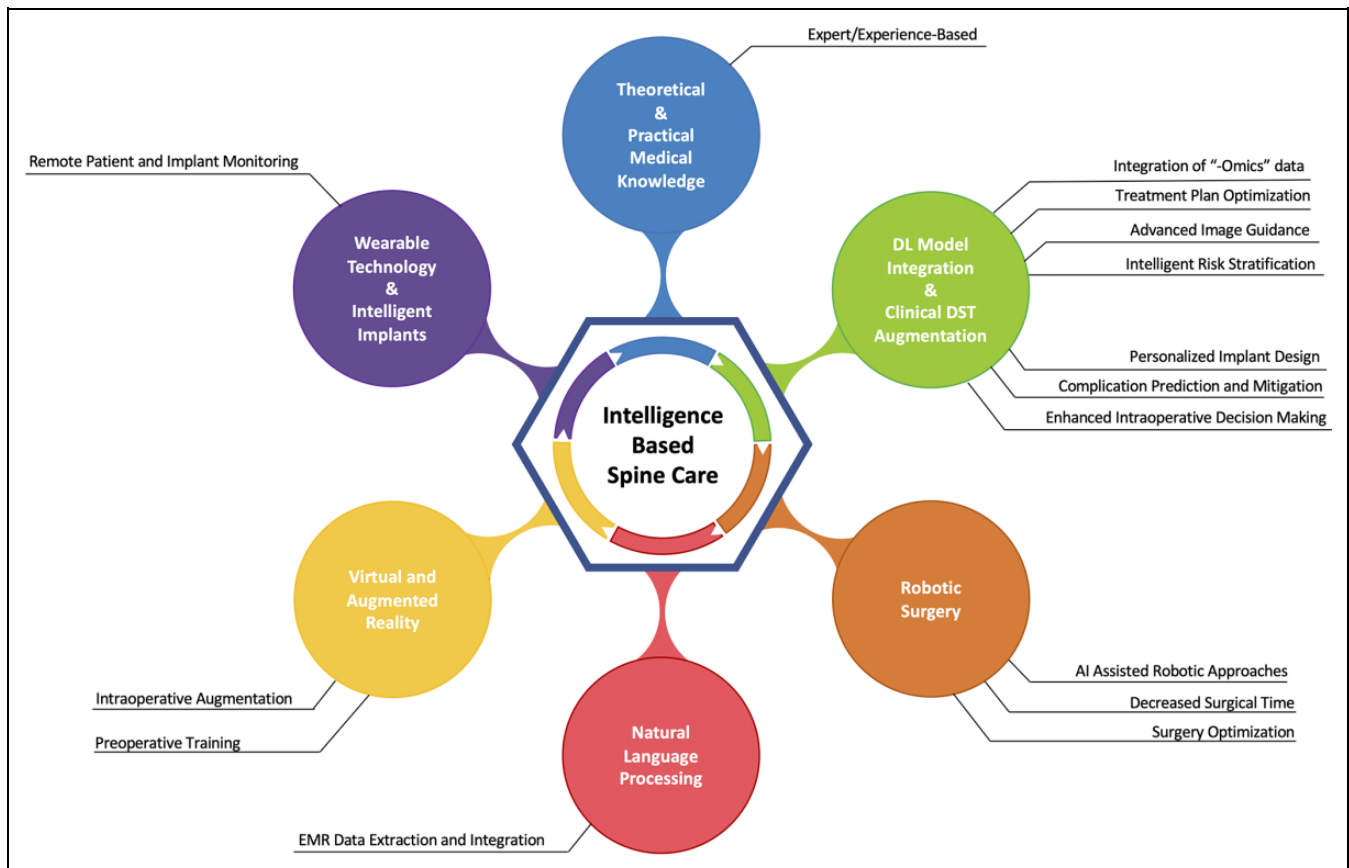 Expert/Experience-Based
Theoretical
&
Practical
Medical
Knowledge
Remote Patient and Implant Monitoring
Wearable
Technology
&
Intelligent
Implants
Integration of “-Omics” data
Treatment Plan Optimization
Advanced Image Guidance
Intelligent Risk Stratification
DL Model
Integration
&
Clinical DST
Augmentation
Personalized Implant Design
Complication Prediction and Mitigation
Enhanced Intraoperative Decision Making
Intelligence
Based
Spine Care
Virtual and
Augmented
Reality
Intraoperative Augmentation
Preoperative Training
Robotic
Surgery
AI Assisted Robotic Approaches
Decreased Surgical Time
Surgery Optimization
Natural
Language
Processing
EMR Data Extraction and Integration